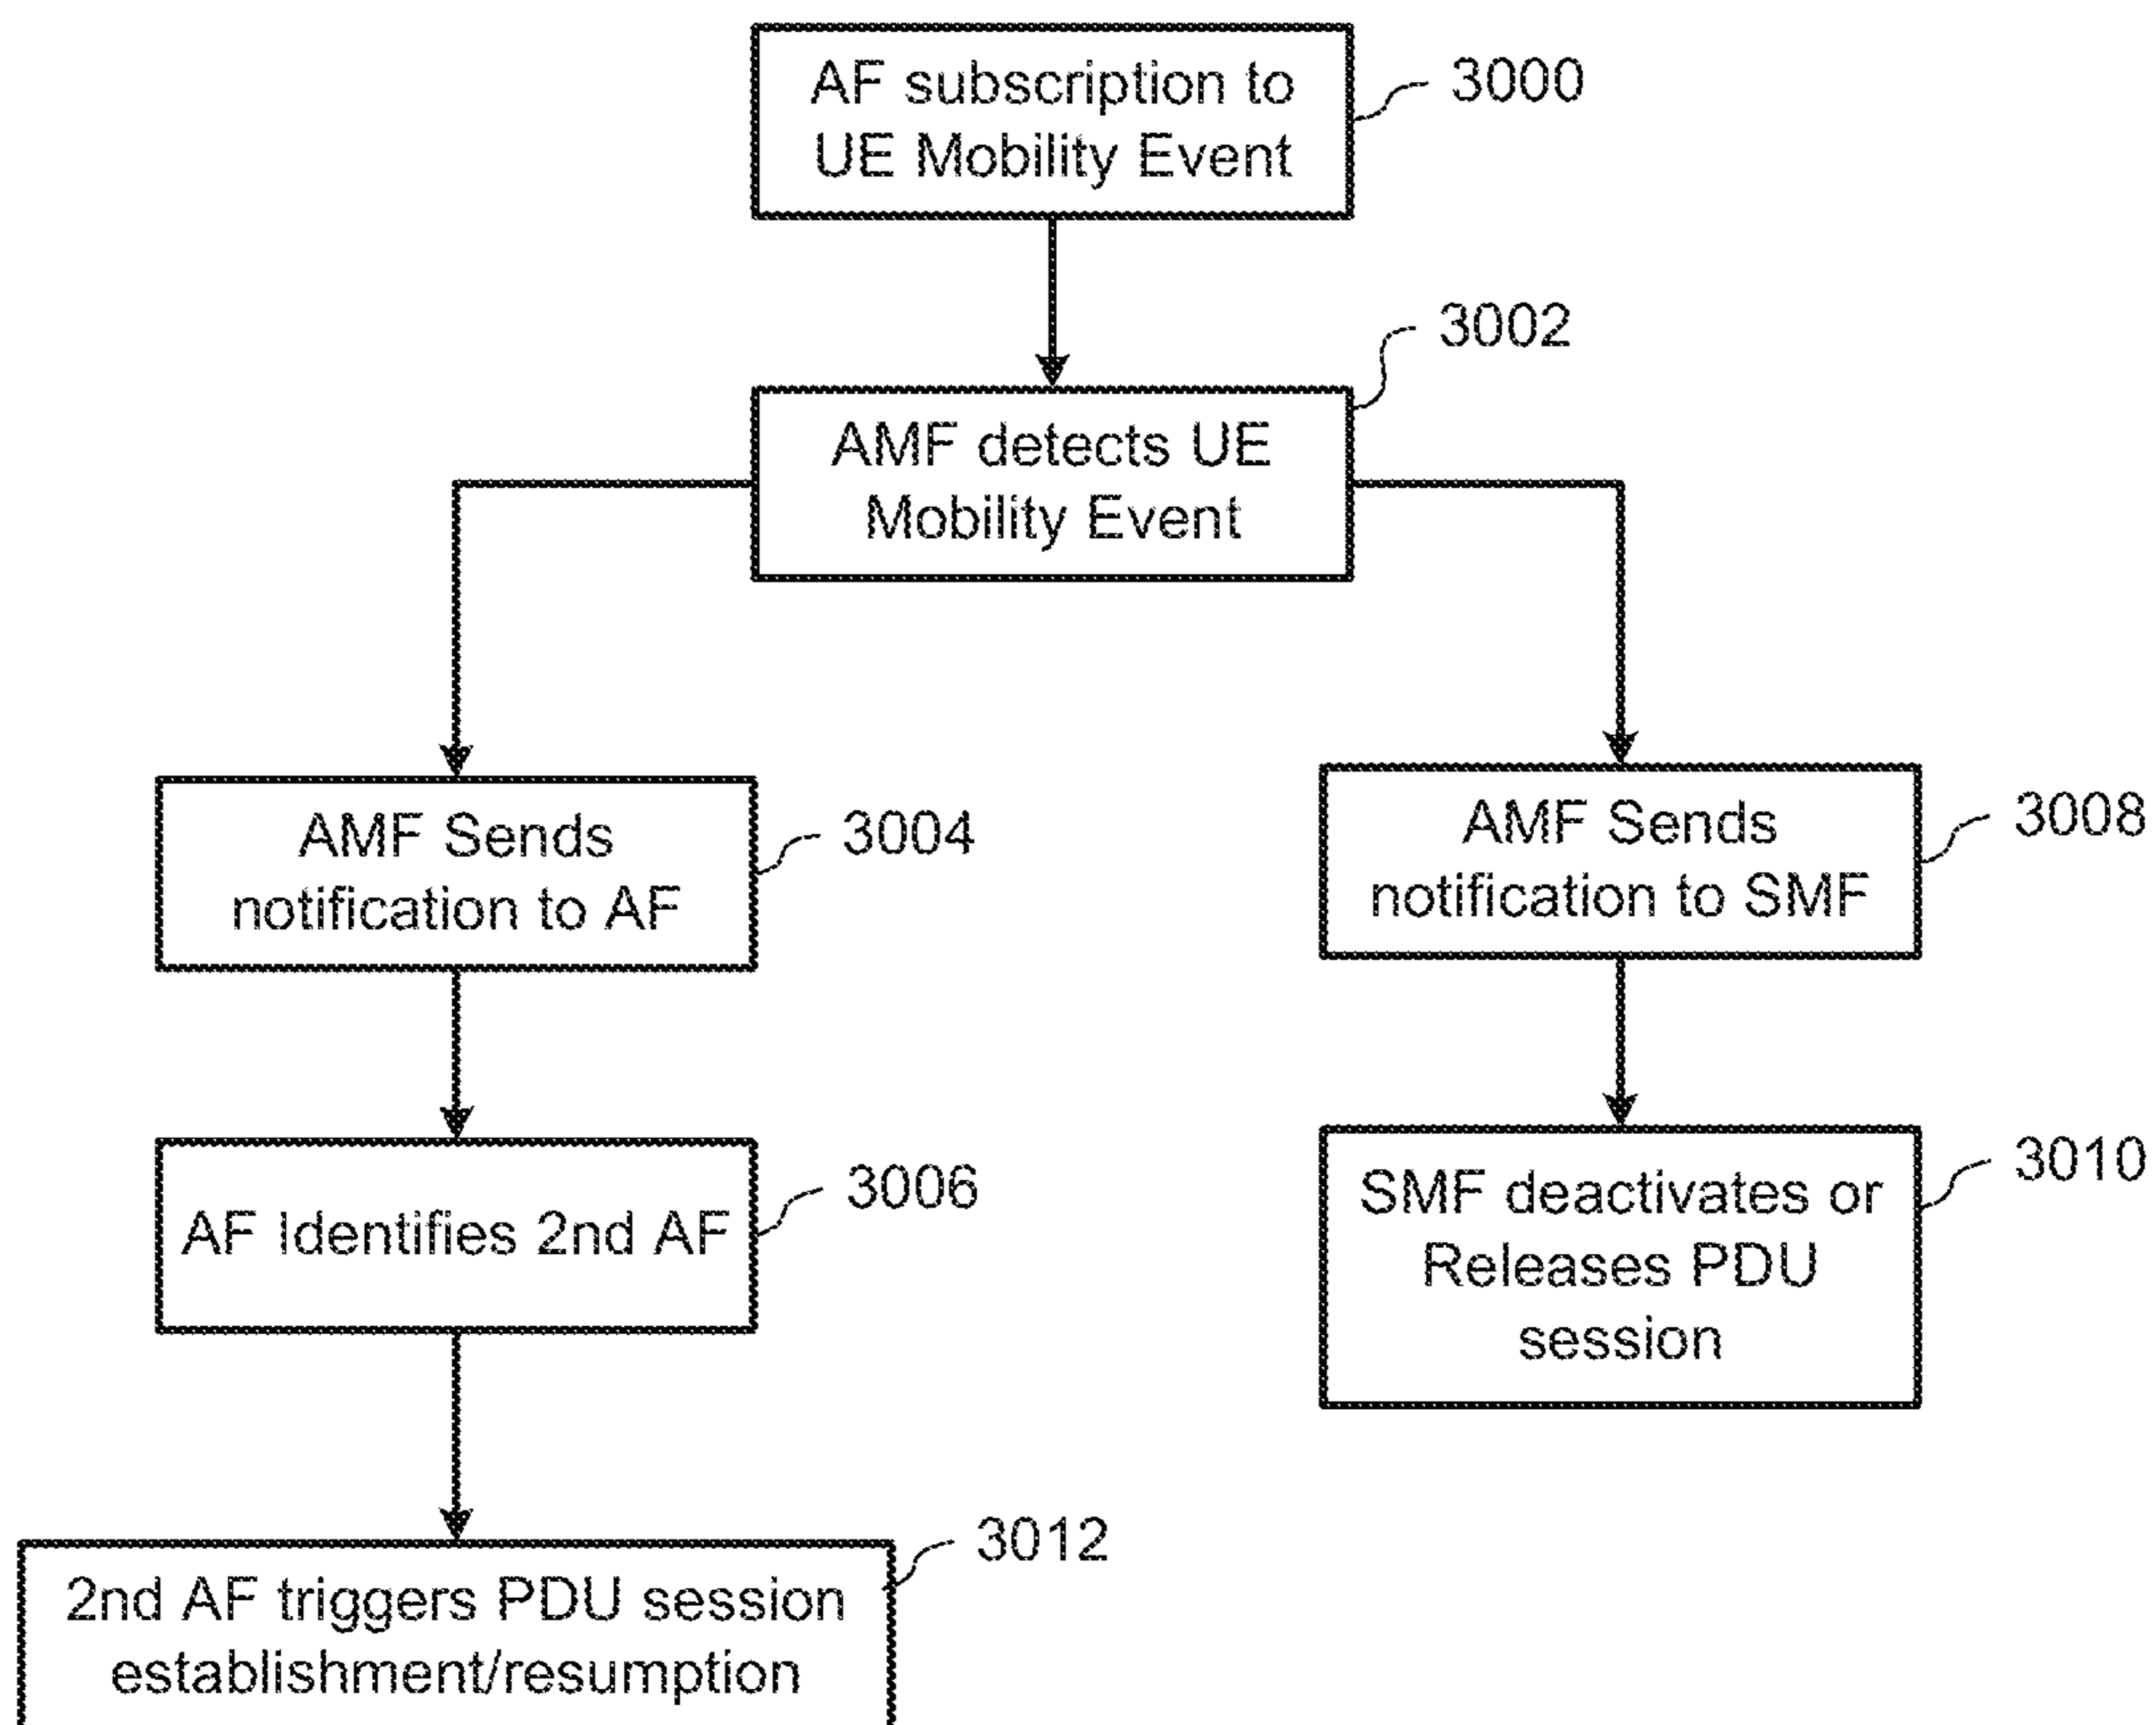 AF subscription to
UE Mobility Event
3000
3002
AMF detects UE
Mobility Event
AMF Sends
notification to AF
3004
AMF Sends
notification to SMF
3008
AF Identifies 2nd AF
3006
SMF deactivates or
Releases PDU
session
3010
3012
2nd AF triggers PDU session
establishment/resumption